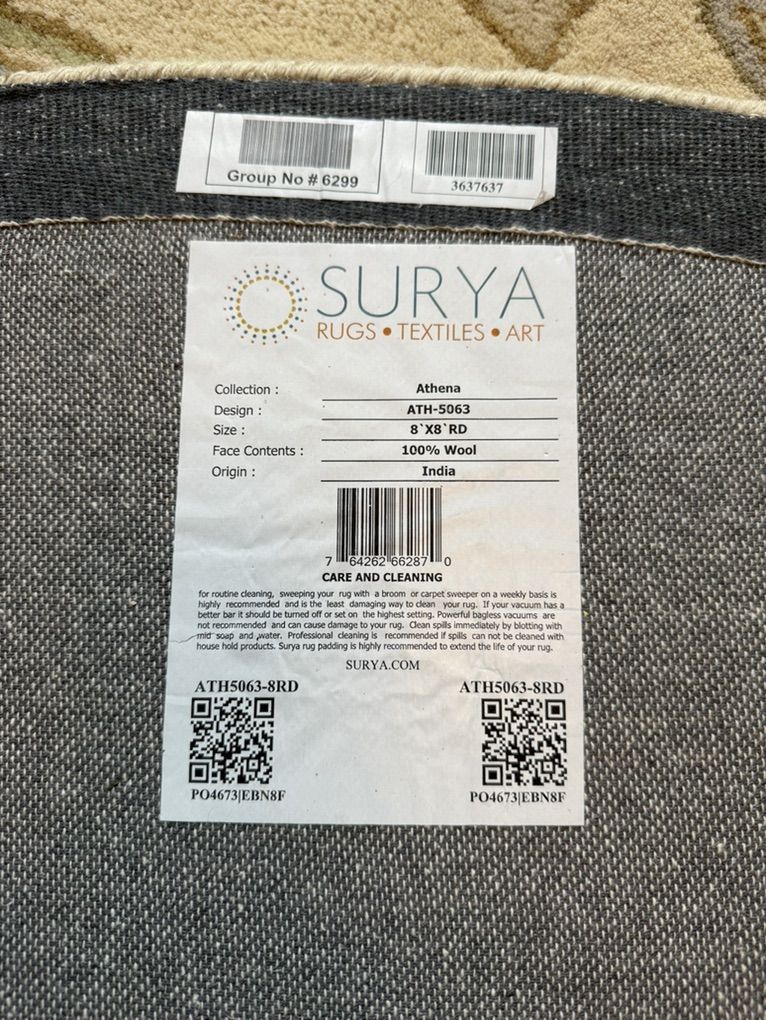 Group No # 6299
3637637
SURYA
RUGS • TEXTILES • ART
Collection : Athena
Design : ATH-5063
Size : 8`X8`RD
Face Contents : 100% Wool
Origin : India
7 64262 66287 0
CARE AND CLEANING
for routine cleaning, sweeping your rug with a broom or carpet sweeper on a weekly basis is
highly recommended and is the least damaging way to clean your rug. If your vacuum has a
better bar it should be turned off or set on the highest setting. Powerful bagless vacuums are
not recommended and can cause damage to your rug. Clean spills immediately by blotting with
mid soap and water. Professional cleaning is recommended if spills can not be cleaned with
house hold products. Surya rug padding is highly recommended to extend the life of your rug.
SURYA.COM
ATH5063-8RD ATH5063-8RD
PO4673|EBN8F PO4673|EBN8F